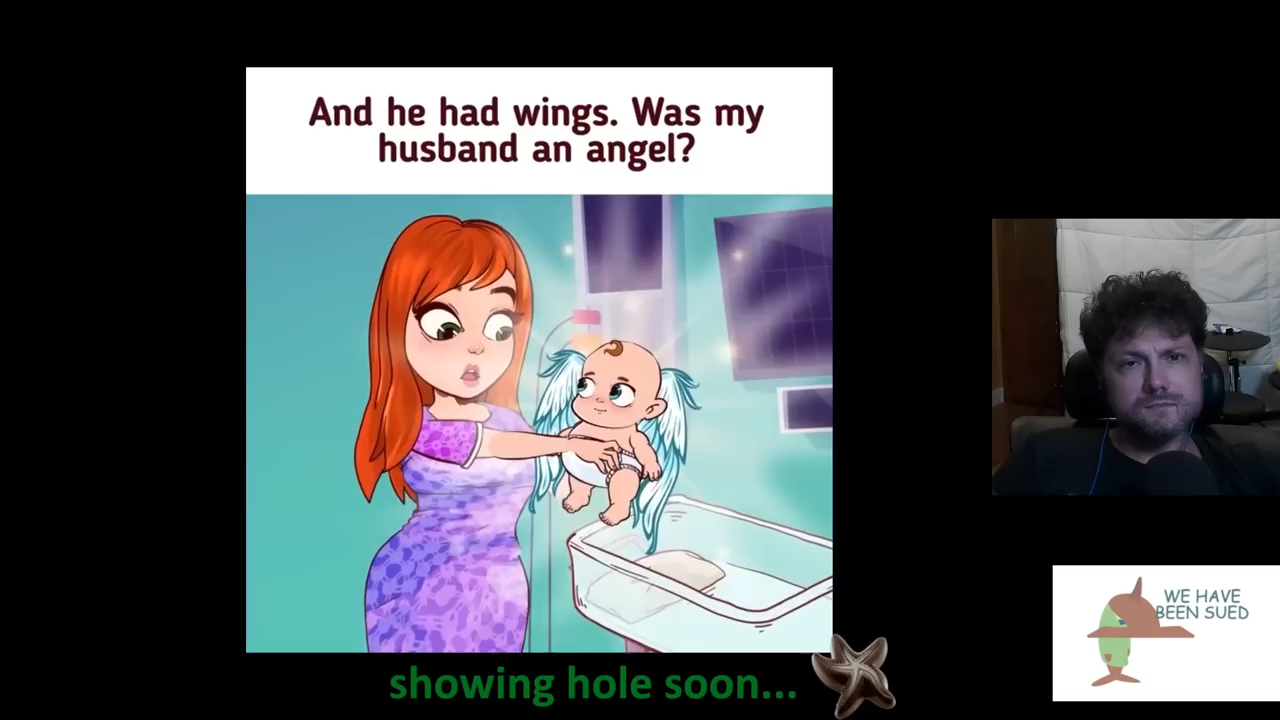 And he had wings. Was my
husband an angel?
WE HAVE
BEEN SUED
showing hole soon...